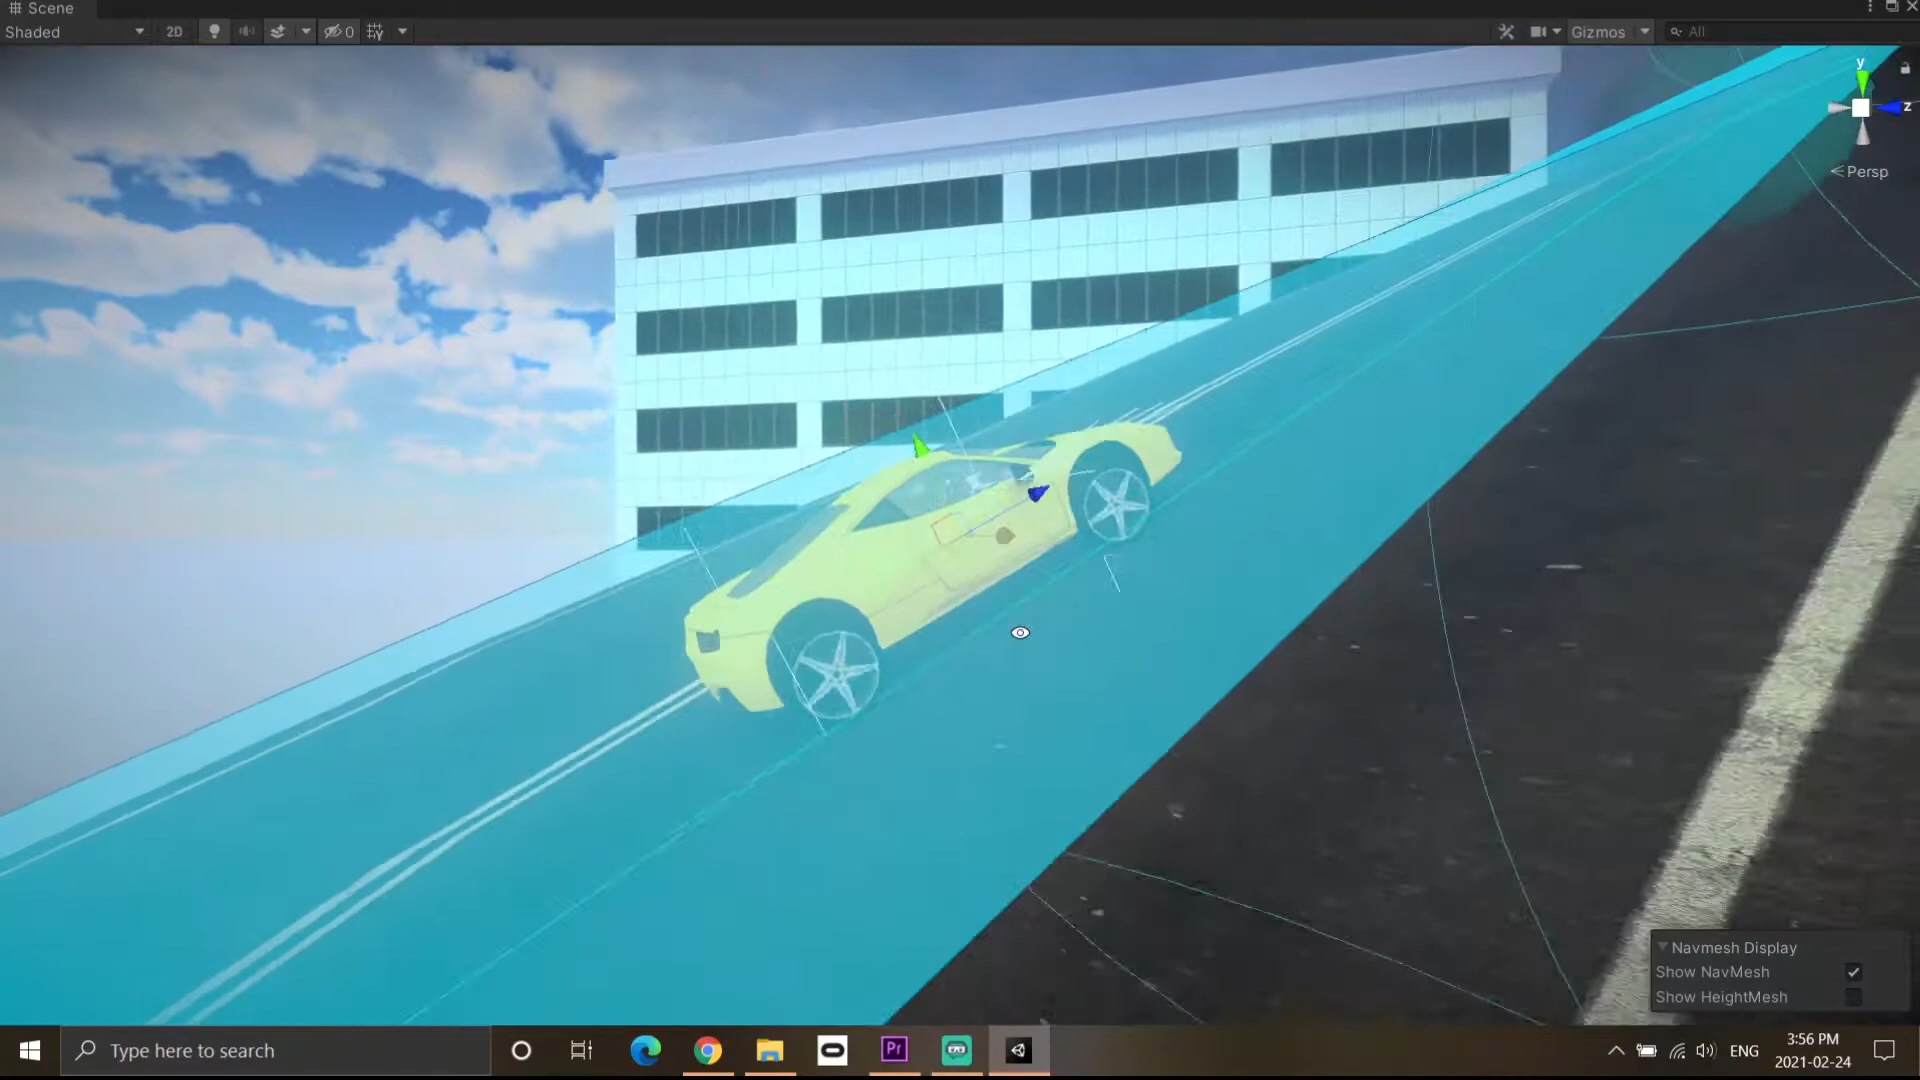 Scene
Shaded
2D
0
Gizmos
All
y
z
Persp
Navmesh Display
Show NavMesh
Show HeightMesh
Type here to search
Pr
ENG
3:56 PM
2021-02-24